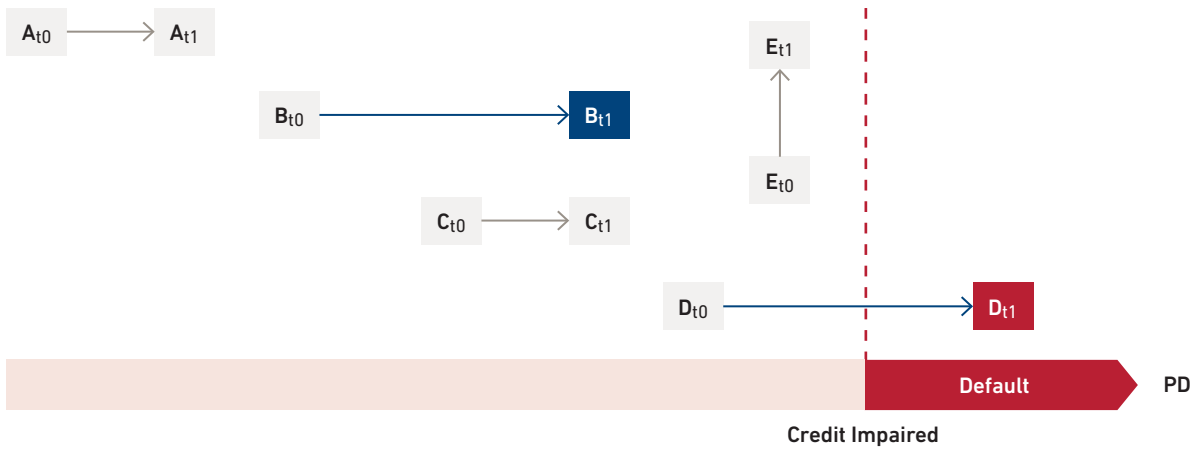 At0 At1
Et1
Bt0 Bt1
Et0
Ct0 Ct1
Dt0 Dt1
Default PD
Credit Impaired